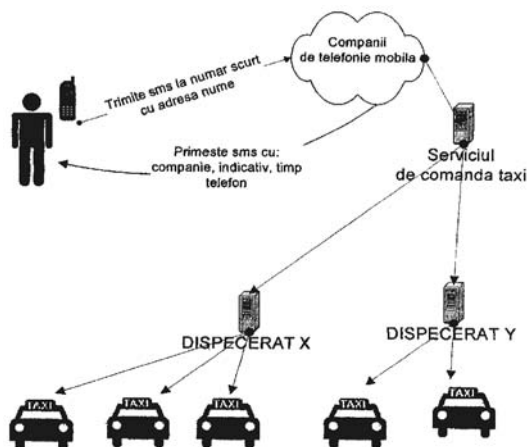 Companii
de telefonie mobila
Trimite sms la numar scurt
cu adresa nume
Primeste sms cu:
companie, indicativ, timp
telefon
Serviciul
de comanda taxi
DISPECERAT X
DISPECERAT Y
TAXI
TAXI
TAXI
TAXI
TAXI